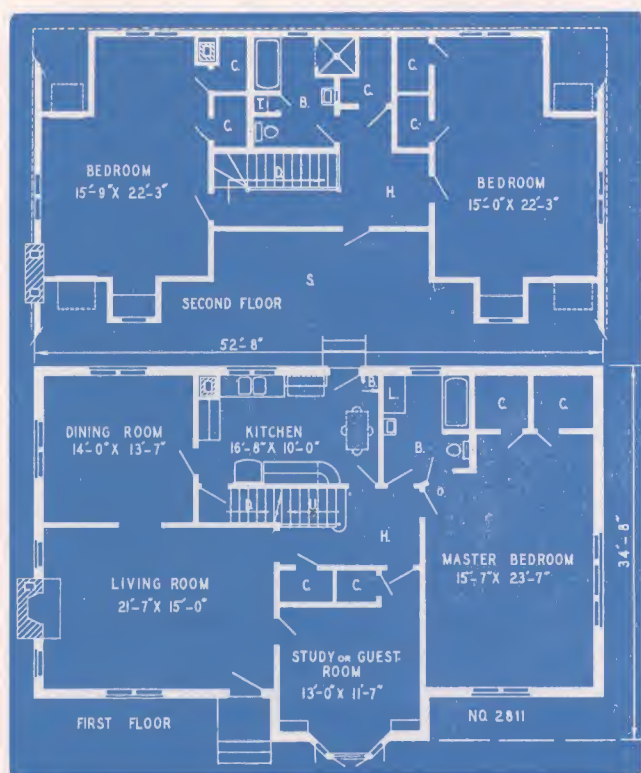 C.
C.
T.
B.
C.
C.
C.
BEDROOM
15'-9" X 22'-3"
D.
H.
BEDROOM
15'-0" X 22'-3"
S.
SECOND FLOOR
52'-8"
B.
L.
C.
C.
DINING ROOM
14'-0" X 13'-7"
KITCHEN
16'-8" X 10'-0"
B.
D.
U.
H.
LIVING ROOM
21'-7" X 15'-0"
C.
C.
MASTER BEDROOM
15'-7" X 23'-7"
34'-8"
STUDY OR GUEST
ROOM
13'-0" X 11'-7"
FIRST FLOOR
NO. 2811